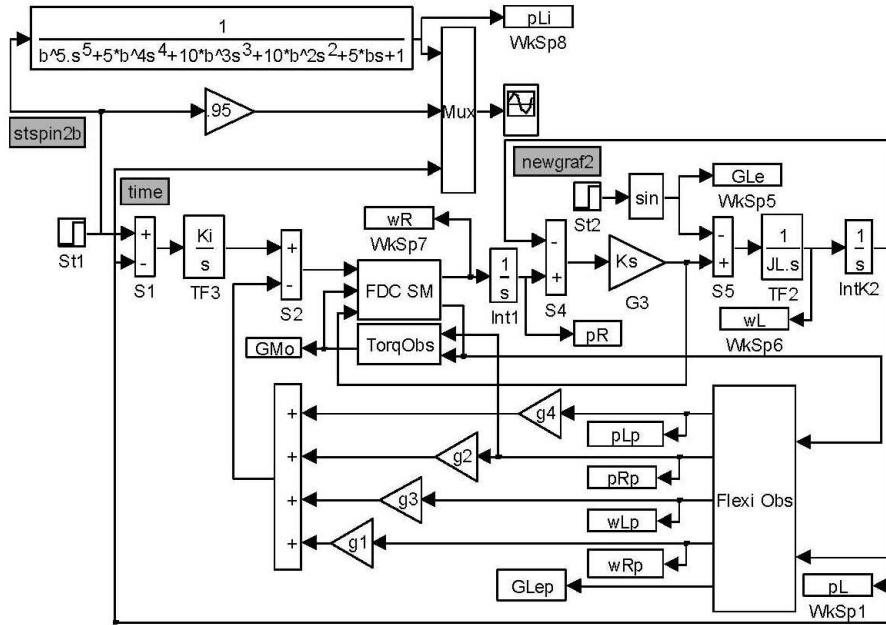 1
b^5.s^5+5*b^4s^4+10*b^3s^3+10*b^2s^2+5*bs+1
pLi
WkSp8
.95
Mux
stspin2b
time
newgraf2
St1
+
-
S1
Ki
s
TF3
+
-
S2
wR
WkSp7
FDC SM
1
s
Int1
-
+
S4
St2
sin
Ks
G3
GLe
WkSp5
-
+
S5
1
JL.s
TF2
1
s
IntK2
wL
WkSp6
pR
GMo
TorqObs
+
+
+
+
g4
g2
g3
g1
pLp
pRp
wLp
wRp
GLep
Flexi Obs
pL
WkSp1